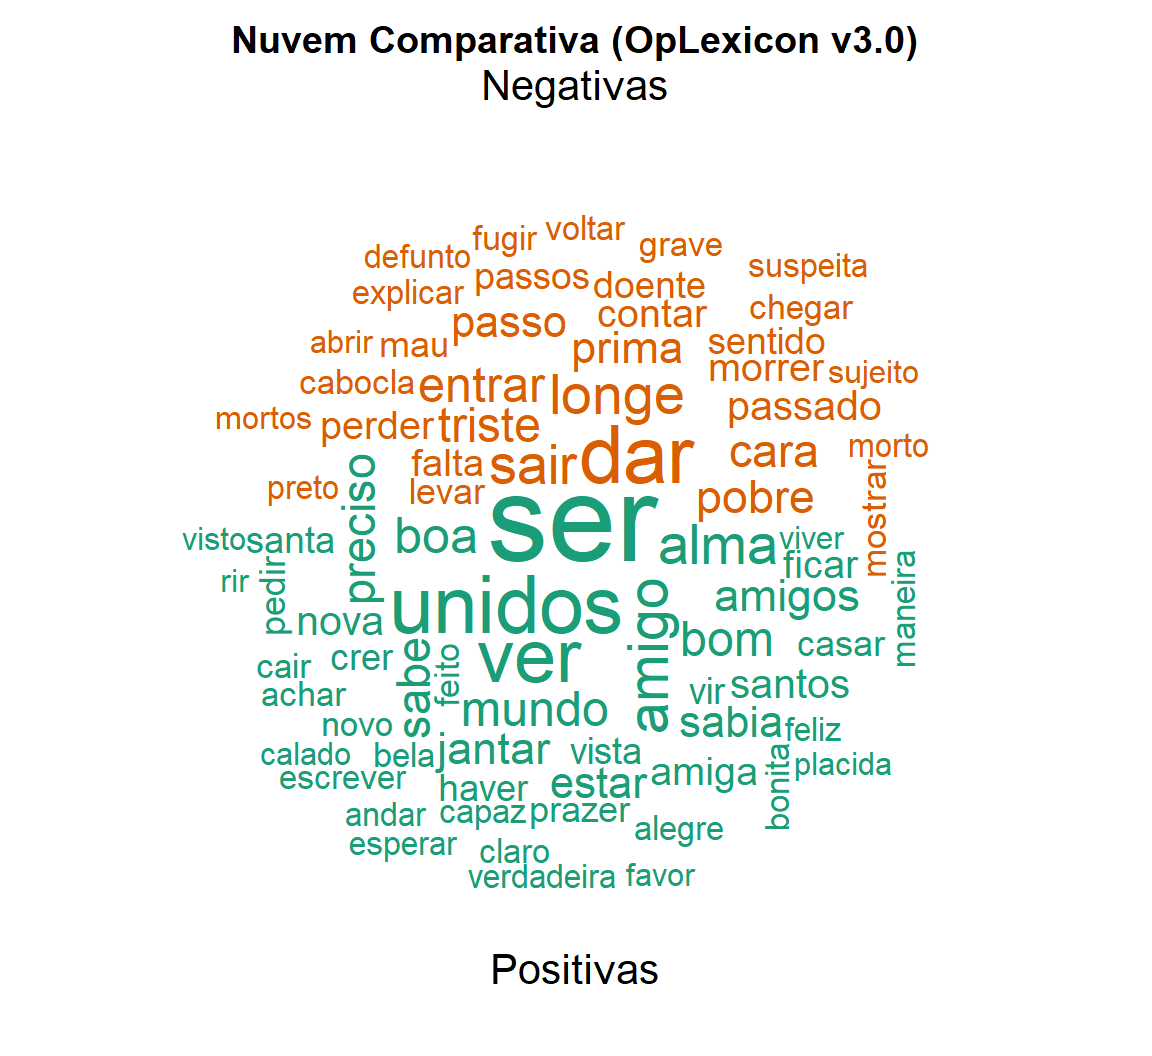 Nuvem Comparativa (OpLexicon v3.0)
Negativas
fugir voltar grave
defunto passos doente suspeita
explicar contar chegar
passo
abrir mau prima sentido
cabocla entrar longe morrer sujeito
mortos perder triste passado
falta sair dar cara morto
preto levar pobre mostrar
preciso ser
visto santa boa alma viver
rir pedir ficar maneira
nova unidos amigo amigos
cair crer ver bom casar
achar sabe feito vir santos
novo mundo sabia feliz
calado bela jantar vista placida
escrever haver estar amiga bonita
andar capaz prazer alegre
esperar claro
verdadeira favor
Positivas